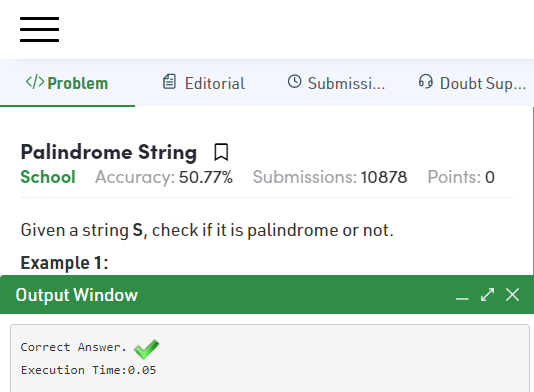 </> Problem Editorial Submissi... Doubt Sup...
Palindrome String
School Accuracy: 50.77% Submissions: 10878 Points: 0
Given a string S, check if it is palindrome or not.
Example 1:
Output Window
Correct Answer.
Execution Time:0.05